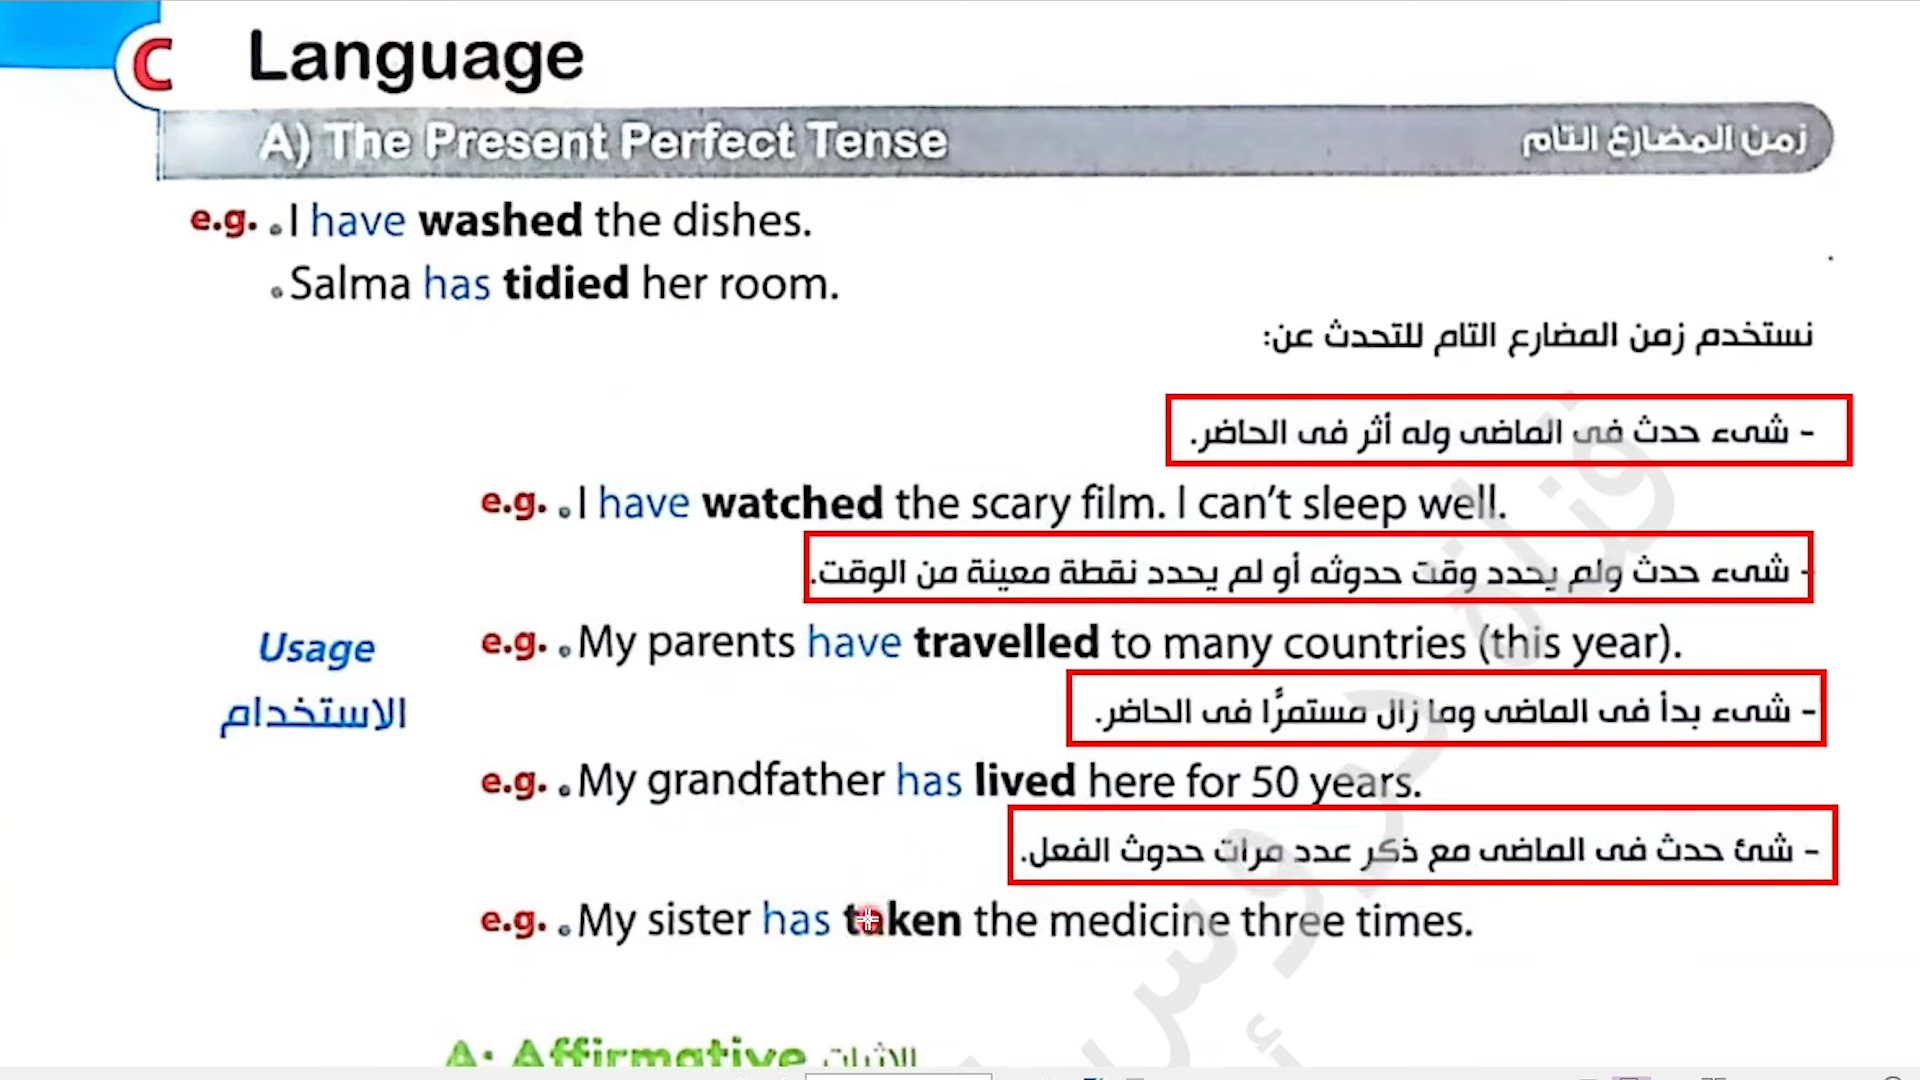 C Language
A) The Present Perfect Tense زمن المضارع التام
e.g. • I have washed the dishes.
• Salma has tidied her room.
نستخدم زمن المضارع التام للتحدث عن:
- شىء حدث فى الماضى وله أثر فى الحاضر.
e.g. • I have watched the scary film. I can't sleep well.
- شىء حدث ولم يحدد وقت حدوثه أو لم يحدد نقطة معينة من الوقت.
e.g. • My parents have travelled to many countries (this year).
Usage
الاستخدام
- شىء بدأ فى الماضى وما زال مستمرًّا فى الحاضر.
e.g. • My grandfather has lived here for 50 years.
- شئ حدث فى الماضى مع ذكر عدد مرات حدوث الفعل.
e.g. • My sister has taken the medicine three times.
A: Affirmative الإثبات